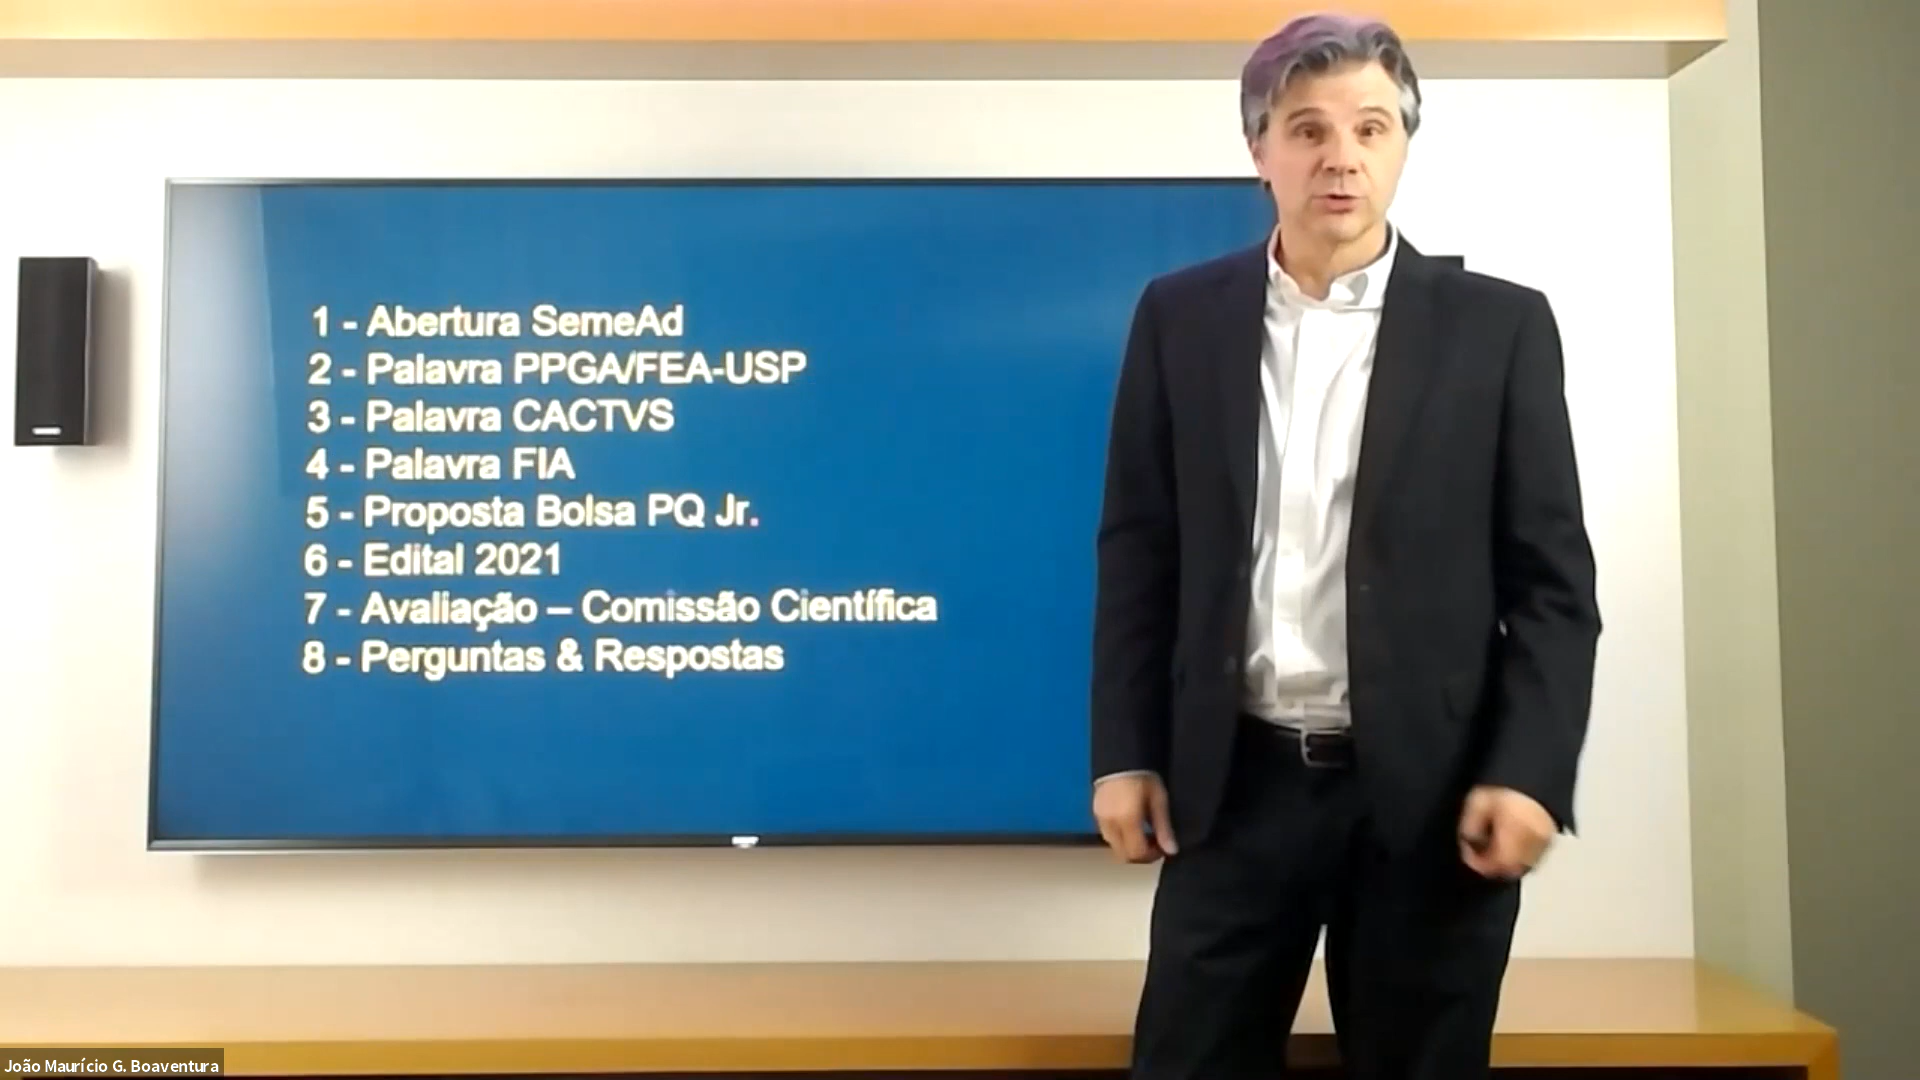 1 - Abertura SemeAd
2 - Palavra PPGA/FEA-USP
3 - Palavra CACTVS
4 - Palavra FIA
5 - Proposta Bolsa PQ Jr.
6 - Edital 2021
7 - Avaliação – Comissão Científica
8 - Perguntas & Respostas
João Maurício G. Boaventura